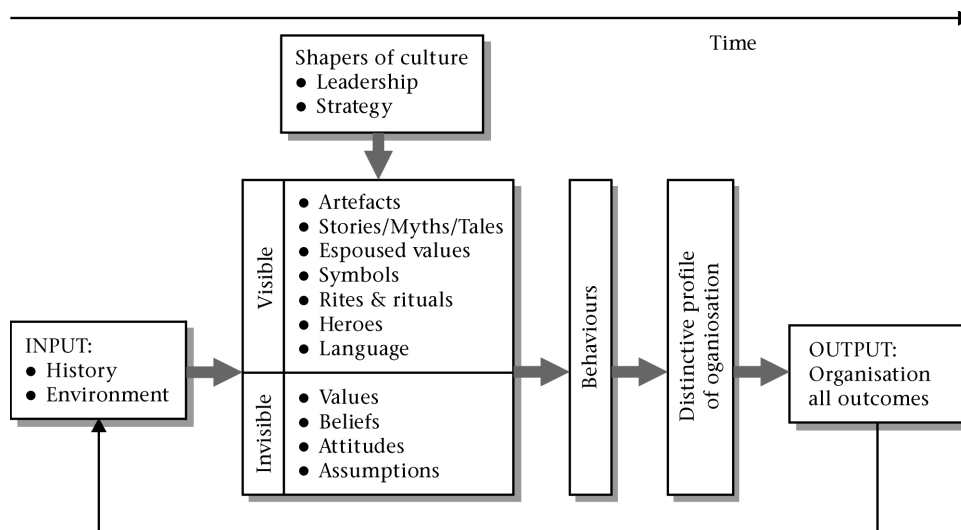 Time
Shapers of culture
● Leadership
● Strategy
Visible
● Artefacts
● Stories/Myths/Tales
● Espoused values
● Symbols
● Rites & rituals
● Heroes
● Language
Invisible
● Values
● Beliefs
● Attitudes
● Assumptions
INPUT:
● History
● Environment
Behaviours
Distinctive profile
of oganiosation
OUTPUT:
Organisation
all outcomes